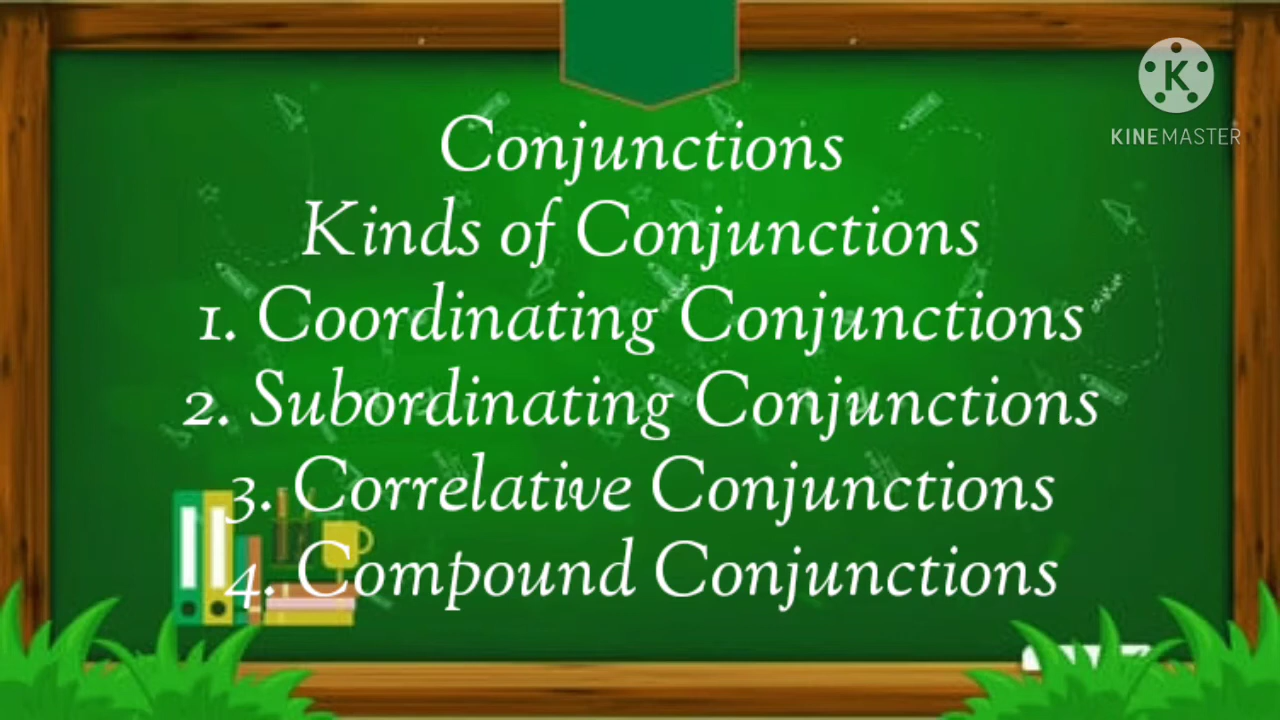 K
KINEMASTER
Conjunctions
Kinds of Conjunctions
1. Coordinating Conjunctions
2. Subordinating Conjunctions
3. Correlative Conjunctions
4. Compound Conjunctions